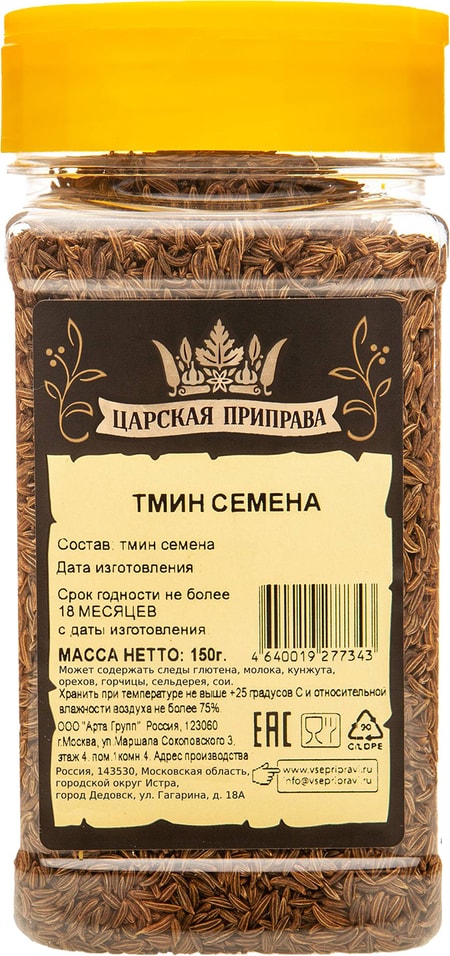 ЦАРСКАЯ ПРИПРАВА
ТМИН СЕМЕНА
Состав: тмин семена
Дата изготовления
Срок годности не более
18 МЕСЯЦЕВ
с даты изготовления
МАССА НЕТТО: 150г.
4 640019 277343
Может содержать следы глютена, молока, кунжута,
орехов, горчицы, сельдерея, сои.
Хранить при температуре не выше +25 градусов С и относительной
влажности воздуха не более 75%.
ООО "Арта Групп" Россия, 123060
г.Москва, ул.Маршала Соколовского 3,
этаж 4. пом.1комн 4. Адрес производства
Россия, 143530, Московская область,
городской округ Истра,
город Дедовск, ул. Гагарина, д. 18А
ЕАС
90
C/LDPE
www.vsepripravi.ru
info@vsepripravi.ru